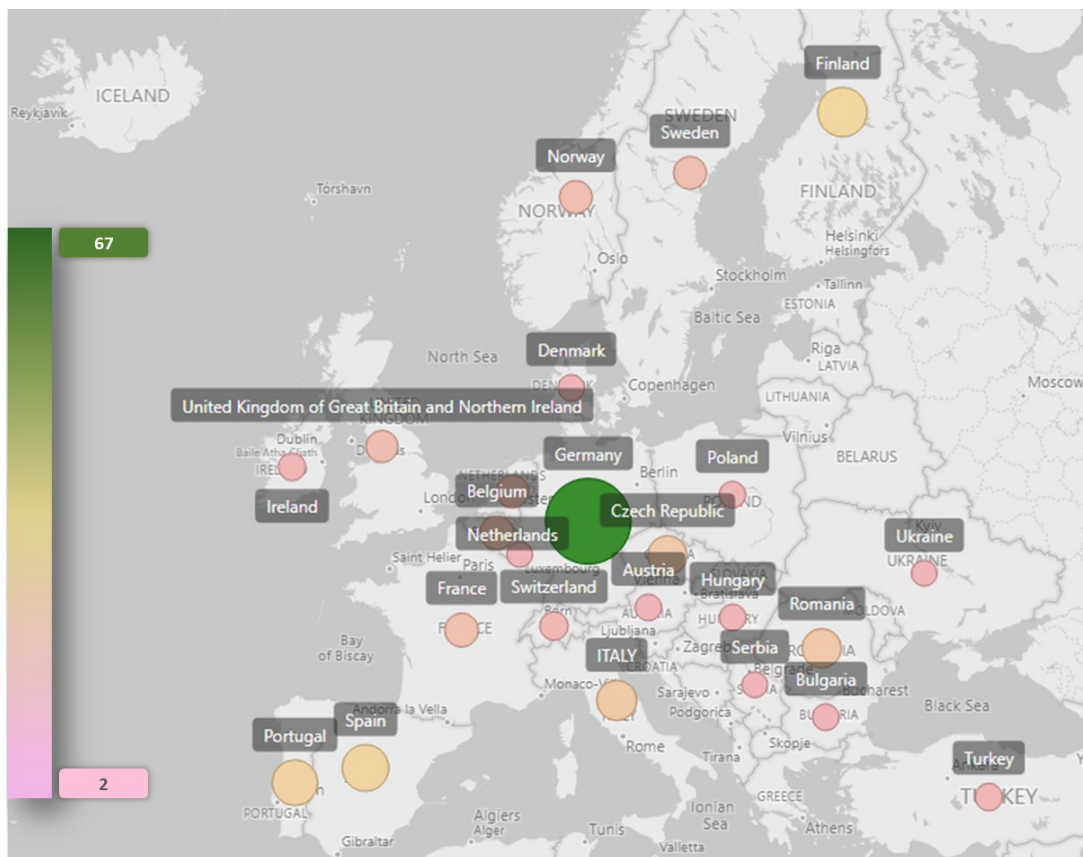 Finland
ICELAND
SWEDEN
Reykjavík
Sweden
Norway
Tórshavn
FINLAND
NORWAY
Helsinki
Helsingfors
67
Oslo
Stockholm
Tallinn
ESTONIA
Baltic Sea
North Sea
Denmark
Riga
LATVIA
Copenhagen
Moscow
LITHUANIA
United Kingdom of Great Britain and Northern Ireland
KINGDOM
Vilnius
Dublin
Baile Átha Cliath
Germany
Berlin
Poland
BELARUS
NETHERLANDS
Belgium
Ireland
Czech Republic
Kyiv
Netherlands
Ukraine
UKRAINE
Saint Helier
Paris
Luxembourg
Austria
SLOVAKIA
Vienna
France
Switzerland
Hungary
Bratislava
Romania
MOLDOVA
Bern
Ljubljana
Bay
of Biscay
ITALY
CROATIA
Zagreb
Serbia
Belgrade
Bulgaria
Bucharest
Sarajevo
Podgorica
Andorra la Vella
Spain
Black Sea
Portugal
Rome
Skopje
Tirana
Turkey
Ankara
2
PORTUGAL
GREECE
TURKEY
Algiers
Alger
Tunis
Ionian
Sea
Athens
Gibraltar
Valletta